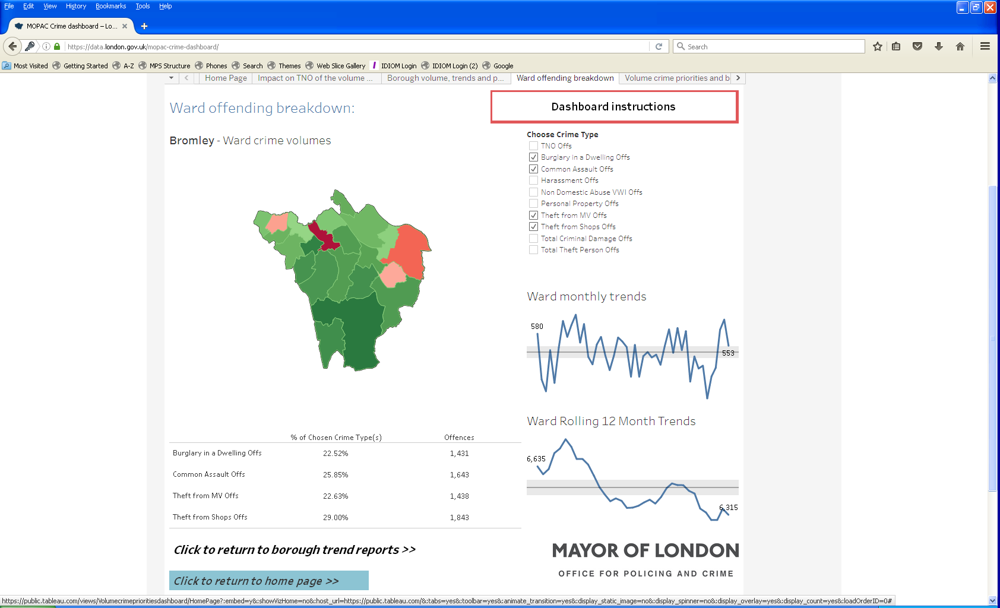 File Edit View History Bookmarks Tools Help
MOPAC Crime dashboard – Lo...
https://data.london.gov.uk/mopac-crime-dashboard/
Search
Most Visited Getting Started A-Z MPS Structure Phones Search Themes Web Slice Gallery IDIOM Login IDIOM Login (2) Google
Home Page Impact on TNO of the volume ... Borough volume, trends and p... Ward offending breakdown Volume crime priorities and b
Ward offending breakdown:
Dashboard instructions
Bromley - Ward crime volumes
Choose Crime Type
TNO Offs
Burglary in a Dwelling Offs
Common Assault Offs
Harassment Offs
Non Domestic Abuse VWI Offs
Personal Property Offs
Theft from MV Offs
Theft from Shops Offs
Total Criminal Damage Offs
Total Theft Person Offs
Ward monthly trends
580
553
Ward Rolling 12 Month Trends
6,635
6,315
% of Chosen Crime Type(s) Offences
Burglary in a Dwelling Offs 22.52% 1,431
Common Assault Offs 25.85% 1,643
Theft from MV Offs 22.63% 1,438
Theft from Shops Offs 29.00% 1,843
Click to return to borough trend reports >>
Click to return to home page >>
MAYOR OF LONDON
OFFICE FOR POLICING AND CRIME
https://public.tableau.com/views/Volumecrimeprioritiesdashboard/HomePage?:embed=y&:showVizHome=no&:host_url=https://public.tableau.com/&:tabs=yes&:toolbar=yes&:animate_transition=yes&:display_static_image=no&:display_spinner=no&:display_overlay=yes&:display_count=yes&:loadOrderID=0#